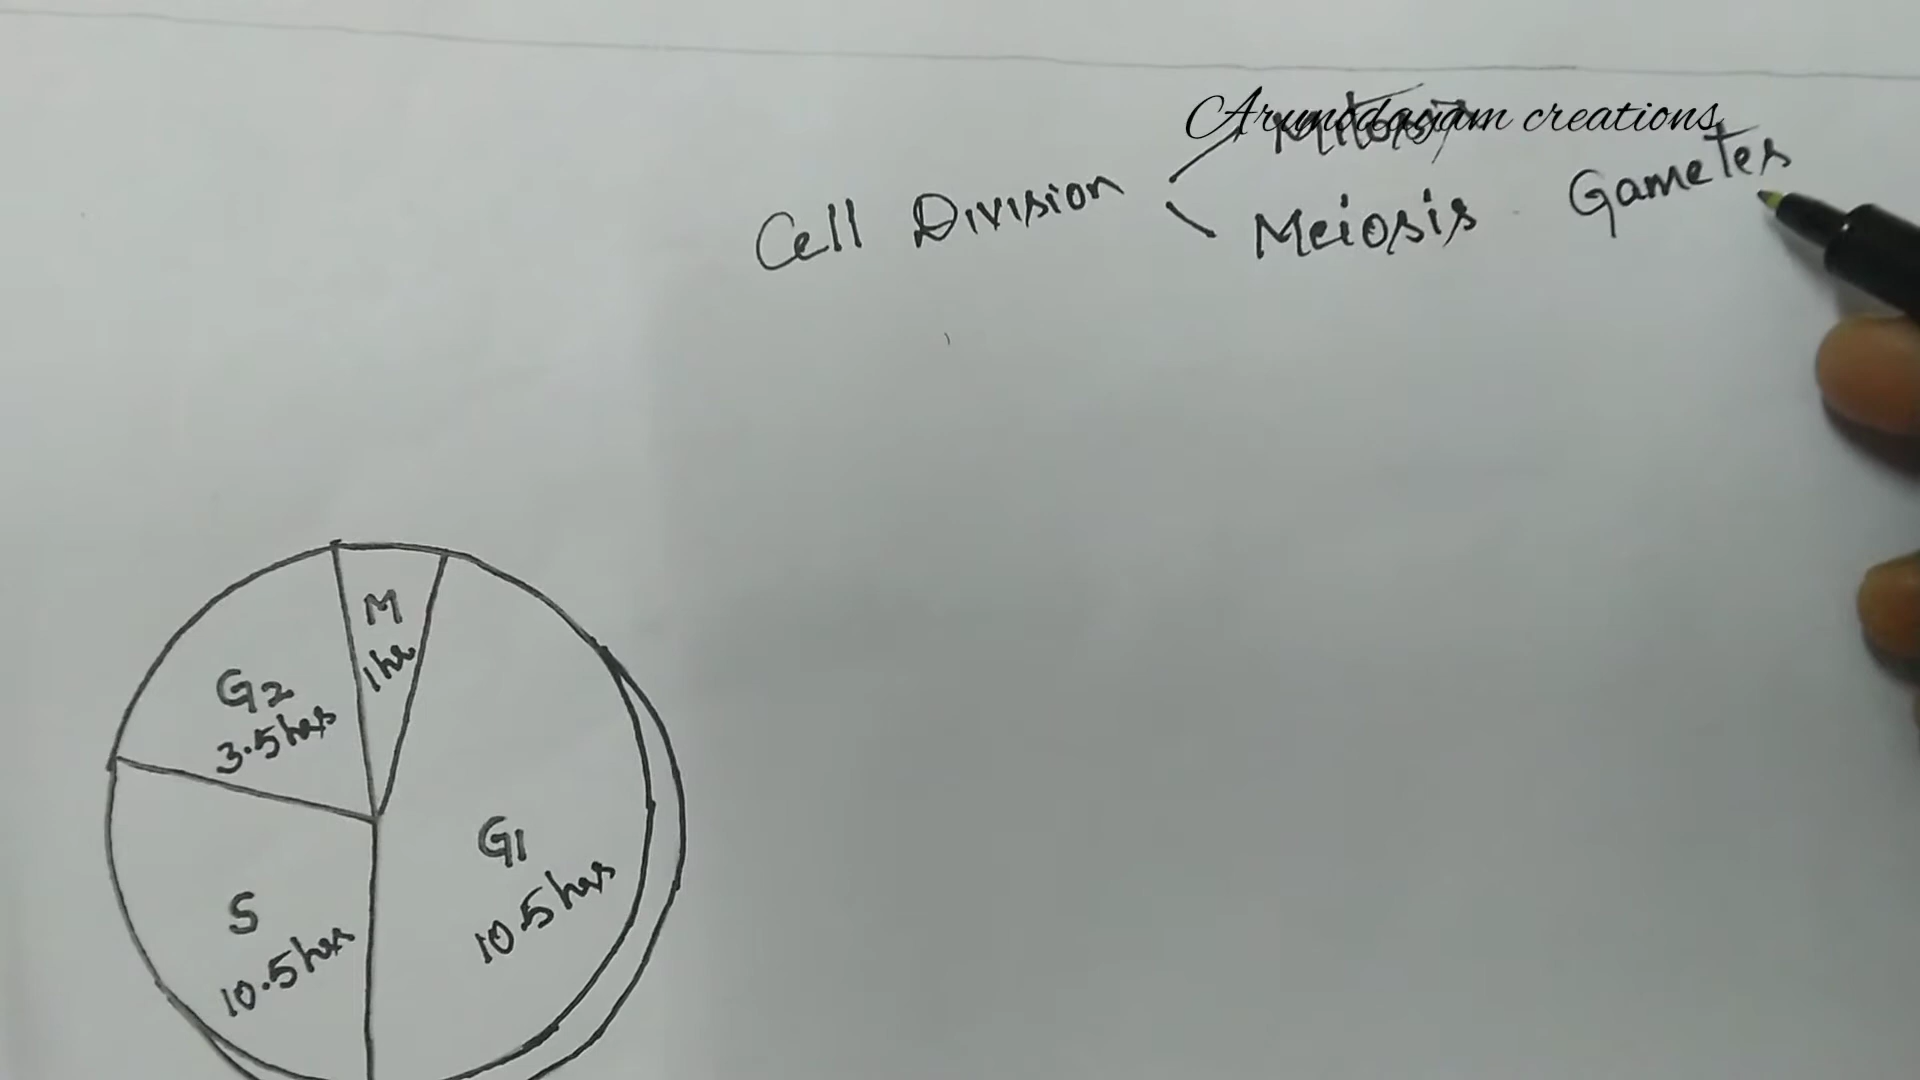 Arunodayam creations
Mitosis
Cell Division
Meiosis - Gametes
M
1hr
G2
3.5hrs
G1
10.5hrs
S
10.5hrs